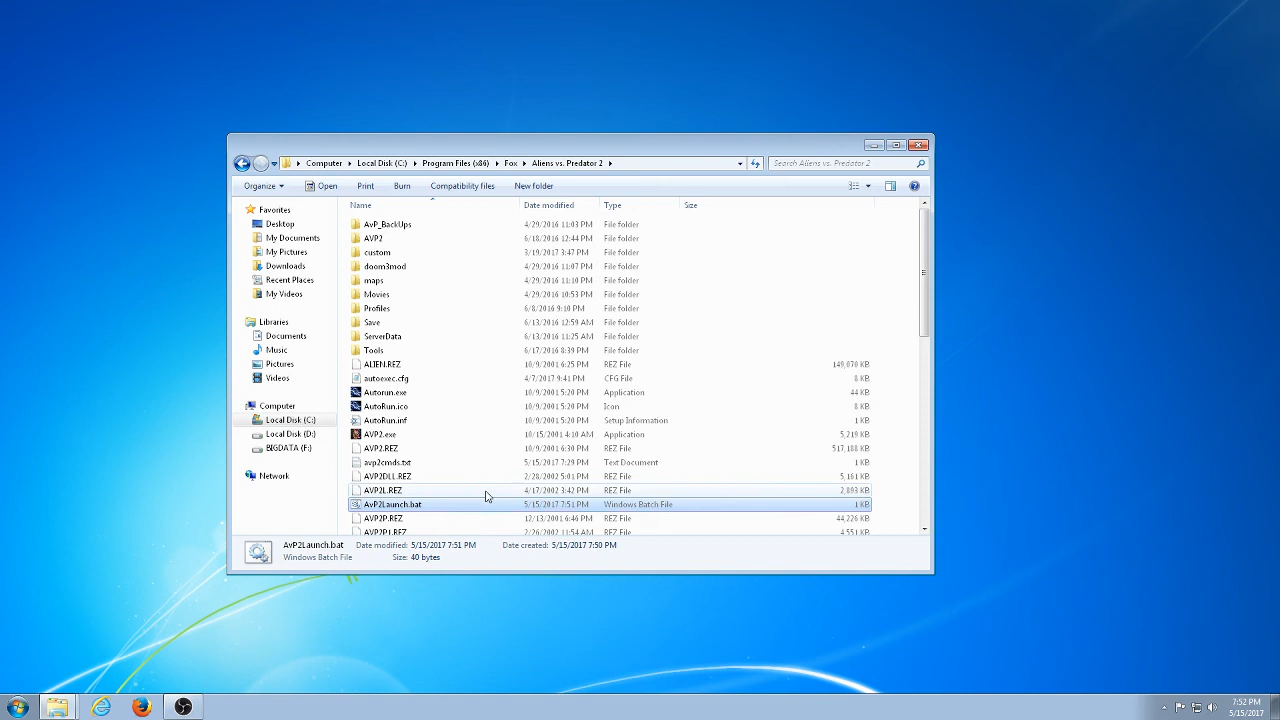 Computer Local Disk (C:) Program Files (x86) Fox Aliens vs. Predator 2 Search Aliens vs. Predator 2
Organize Open Print Burn Compatibility files New folder
Name Date modified Type Size
Favorites
Desktop
My Documents
My Pictures
Downloads
Recent Places
My Videos
Libraries
Documents
Music
Pictures
Videos
Computer
Local Disk (C:)
Local Disk (D:)
BIGDATA (F:)
Network
AvP_BackUps 4/29/2016 11:03 PM File folder
AVP2 6/18/2016 12:44 PM File folder
custom 3/19/2017 3:47 PM File folder
doom3mod 4/29/2016 11:07 PM File folder
maps 4/29/2016 11:10 PM File folder
Movies 4/29/2016 10:53 PM File folder
Profiles 6/8/2016 9:10 PM File folder
Save 6/13/2016 12:59 AM File folder
ServerData 6/13/2016 11:25 AM File folder
Tools 6/17/2016 8:39 PM File folder
ALIEN.REZ 10/9/2001 6:25 PM REZ File 149,070 KB
autoexec.cfg 4/7/2017 9:41 PM CFG File 8 KB
Autorun.exe 10/9/2001 5:20 PM Application 44 KB
AutoRun.ico 10/9/2001 5:20 PM Icon 8 KB
AutoRun.inf 10/9/2001 5:20 PM Setup Information 1 KB
AVP2.exe 10/15/2001 4:10 AM Application 5,219 KB
AVP2.REZ 10/9/2001 6:30 PM REZ File 517,188 KB
avp2cmds.txt 5/15/2017 7:29 PM Text Document 1 KB
AVP2DLL.REZ 2/28/2002 5:01 PM REZ File 5,161 KB
AVP2L.REZ 4/17/2002 3:42 PM REZ File 2,893 KB
AvP2Launch.bat 5/15/2017 7:51 PM Windows Batch File 1 KB
AVP2P.REZ 12/13/2001 6:46 PM REZ File 44,226 KB
AVP2P1.REZ 2/26/2002 11:54 AM REZ File 4,551 KB
AvP2Launch.bat Date modified: 5/15/2017 7:51 PM Date created: 5/15/2017 7:50 PM
Windows Batch File Size: 40 bytes
7:52 PM
5/15/2017